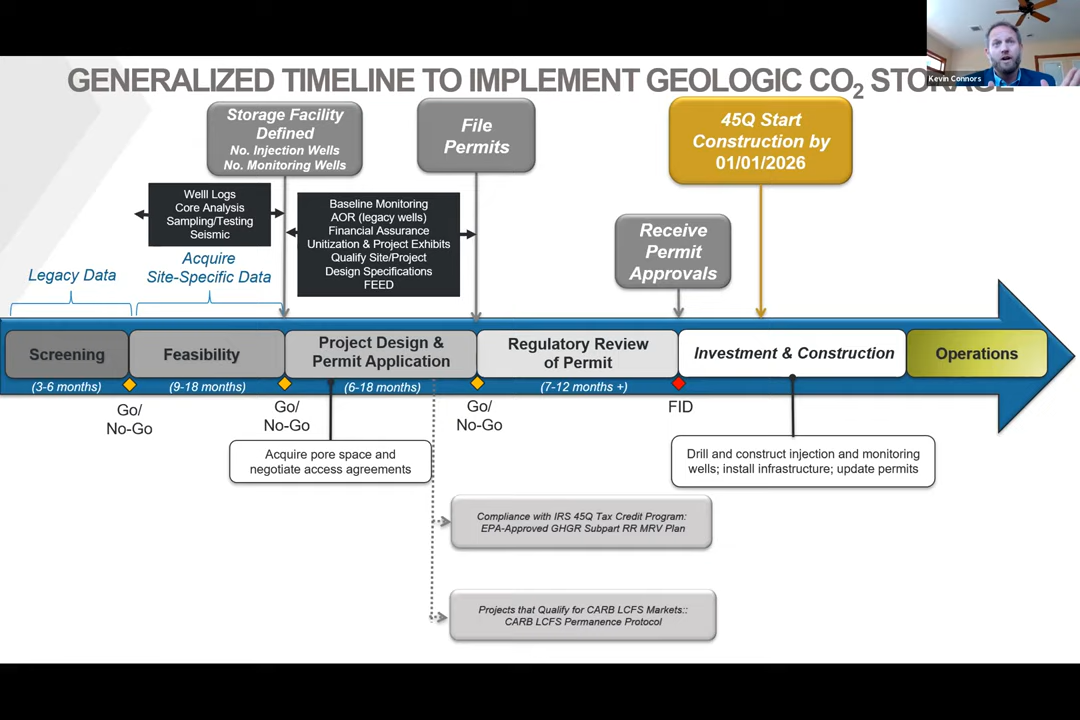 Kevin Connors
GENERALIZED TIMELINE TO IMPLEMENT GEOLOGIC CO2 STORAGE
Storage Facility
Defined
No. Injection Wells
No. Monitoring Wells
File
Permits
45Q Start
Construction by
01/01/2026
Welll Logs
Core Analysis
Sampling/Testing
Seismic
Baseline Monitoring
AOR (legacy wells)
Financial Assurance
Unitization & Project Exhibits
Qualify Site/Project
Design Specifications
FEED
Receive
Permit
Approvals
Legacy Data
Acquire
Site-Specific Data
Screening
Feasibility
Project Design &
Permit Application
Regulatory Review
of Permit
Investment & Construction
Operations
(3-6 months)
(9-18 months)
(6-18 months)
(7-12 months +)
Go/
No-Go
Go/
No-Go
Go/
No-Go
FID
Acquire pore space and
negotiate access agreements
Drill and construct injection and monitoring
wells; install infrastructure; update permits
Compliance with IRS 45Q Tax Credit Program:
EPA-Approved GHGR Subpart RR MRV Plan
Projects that Qualify for CARB LCFS Markets::
CARB LCFS Permanence Protocol